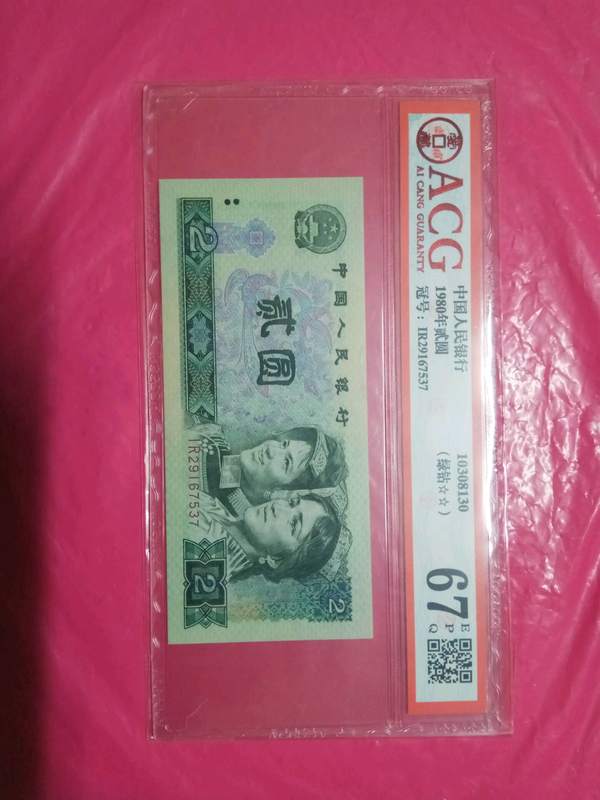 ACG
AI CANG GUARANTY
中国人民银行
1980年贰圆
冠号：IR29167537
10308130
（绿钻☆☆）
67
E
P
Q
中国人民银行
贰圆
2
IR29167537
2
2